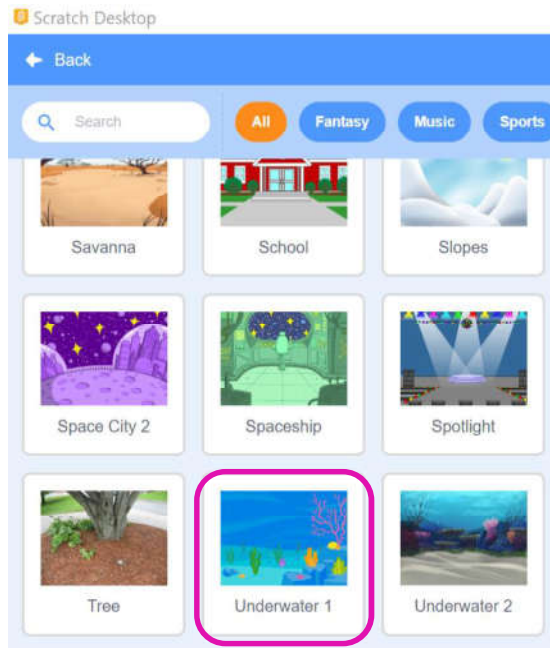 Scratch Desktop
Back
Search
All Fantasy Music Sports
Savanna School Slopes
Space City 2 Spaceship Spotlight
Tree Underwater 1 Underwater 2